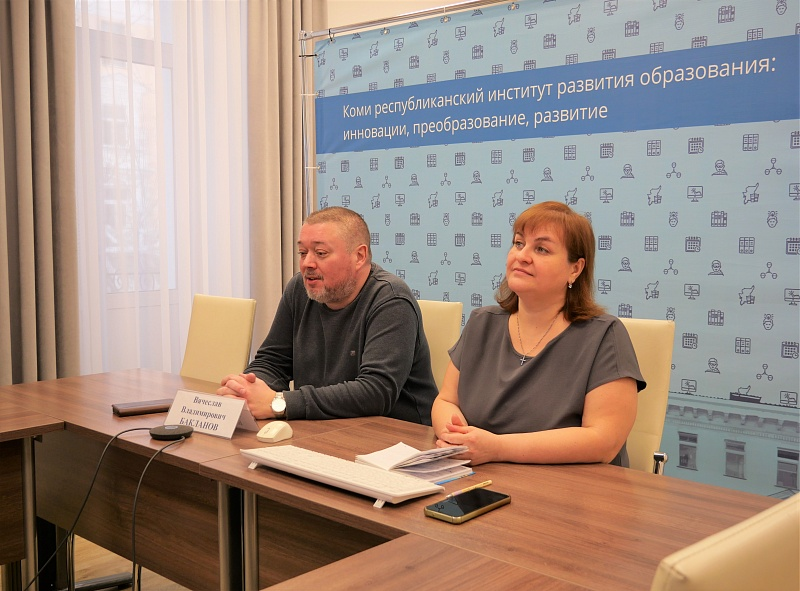 Коми республиканский институт развития образования:
инновации, преобразование, развитие
Вячеслав
Владимирович
БАКЛАНОВ